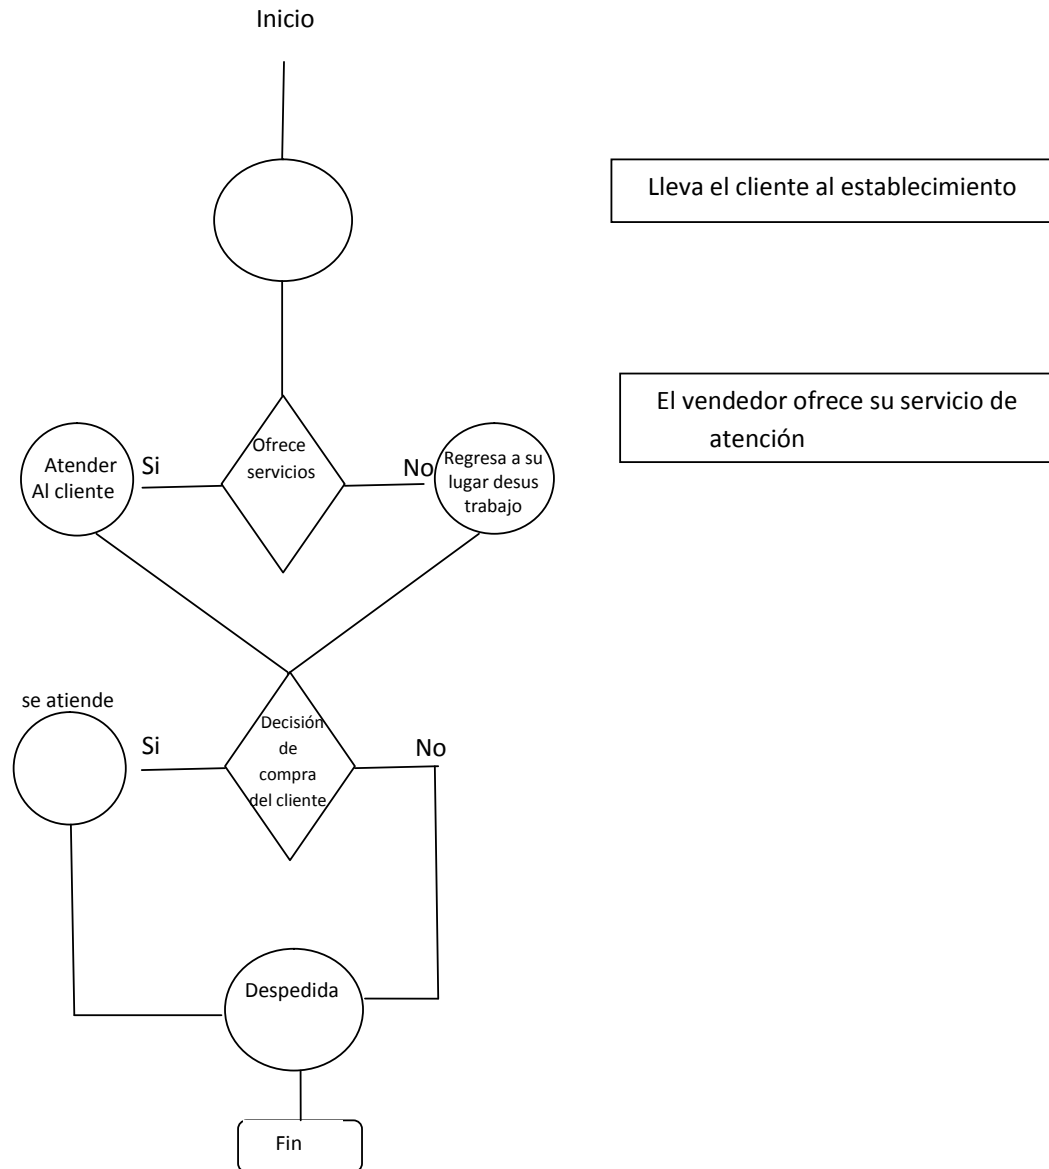 Inicio
Lleva el cliente al establecimiento
El vendedor ofrece su servicio de
atención
Ofrece
servicios
Si
No
Atender
Al cliente
Regresa a su
lugar desus
trabajo
se atiende
Si
Decisión
de
compra
del cliente
No
Despedida
Fin